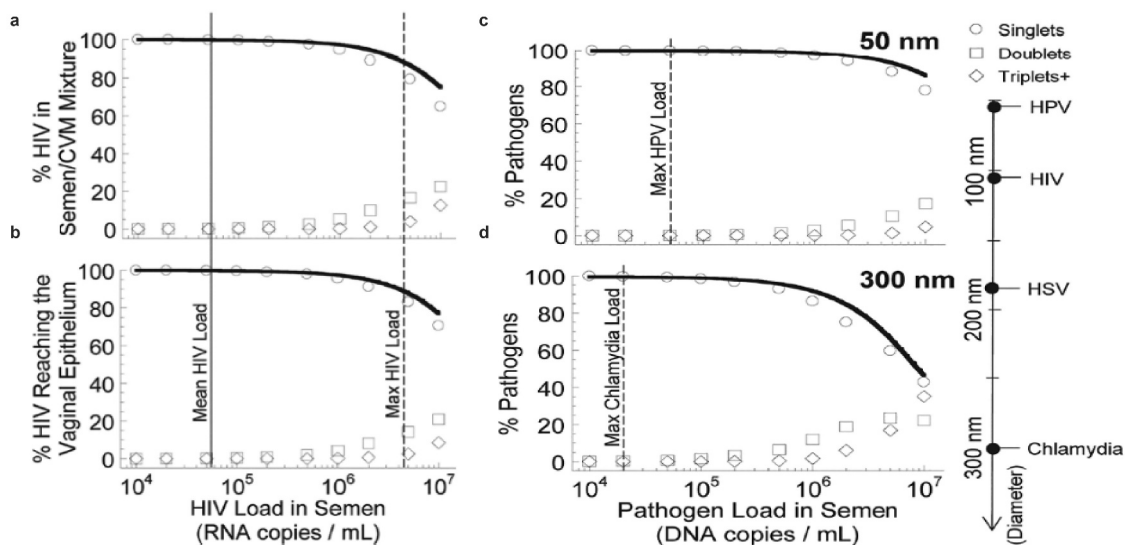 a
100
80
60
40
20
0
% HIV in
Semen/CVM Mixture
b
100
80
60
40
20
0
% HIV Reaching the
Vaginal Epithelium
Mean HIV Load
Max HIV Load
10⁴
10⁵
10⁶
10⁷
HIV Load in Semen
(RNA copies / mL)
c
50 nm
100
80
60
40
20
0
% Pathogens
Max HPV Load
d
300 nm
100
80
60
40
20
0
% Pathogens
Max Chlamydia Load
10⁴
10⁵
10⁶
10⁷
Pathogen Load in Semen
(DNA copies / mL)
Singlets
Doublets
Triplets+
HPV
100 nm
HIV
HSV
200 nm
300 nm
Chlamydia
(Diameter)